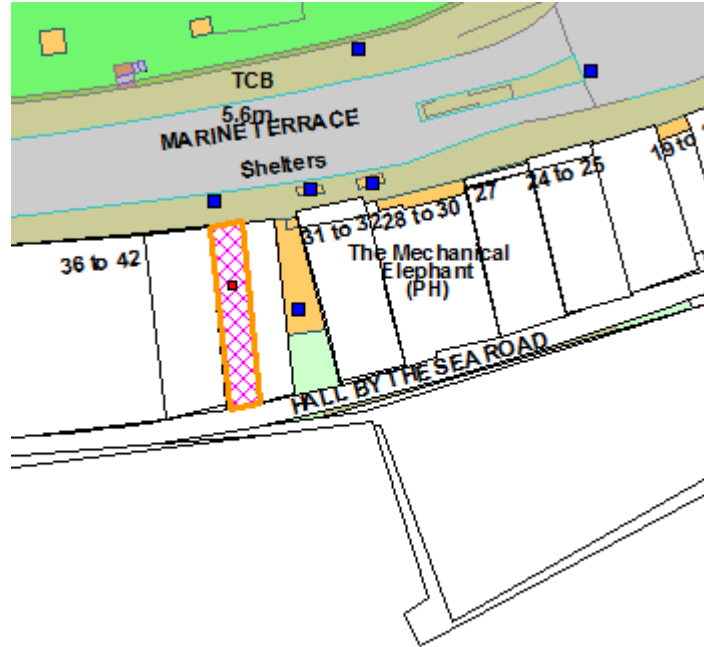 TCB
5.6m
MARINE TERRACE
Shelters
19 to
24 to 25
27
28 to 30
31 to 32
36 to 42
The Mechanical
Elephant
(PH)
HALL BY THE SEA ROAD